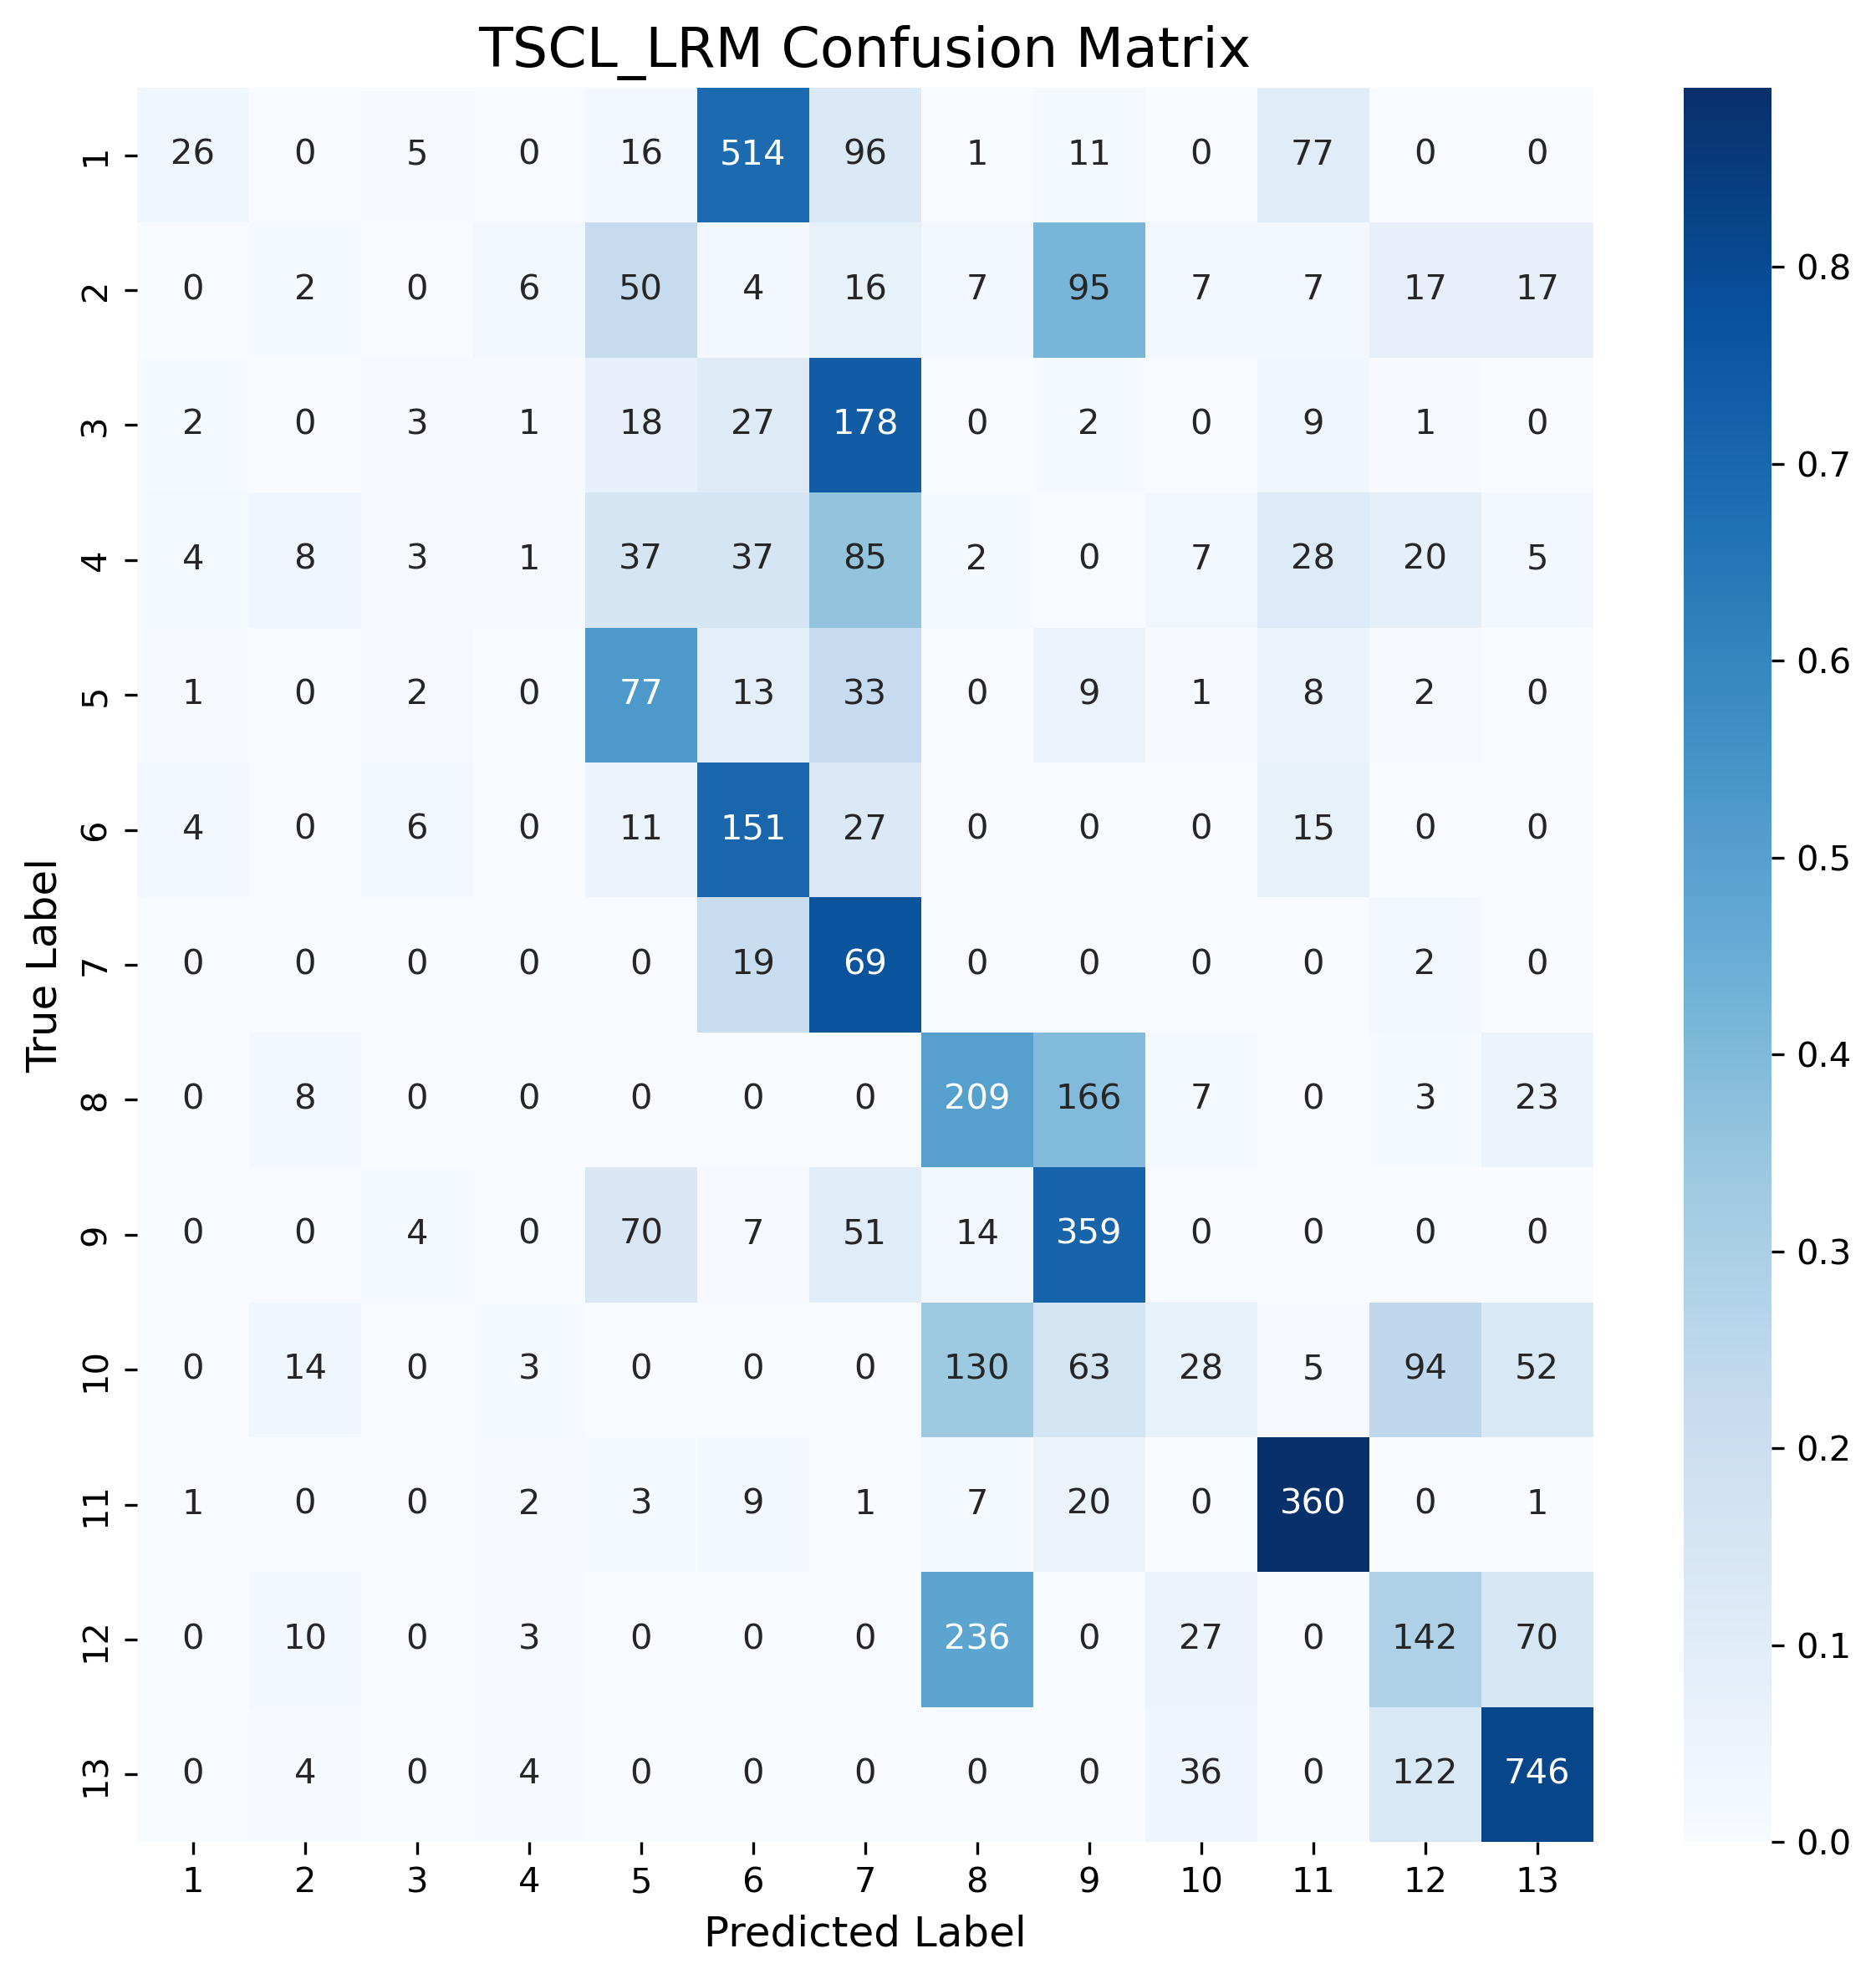 TSCL_LRM Confusion Matrix
1 26 0 5 0 16 514 96 1 11 0 77 0 0
2 0 2 0 6 50 4 16 7 95 7 7 17 17
3 2 0 3 1 18 27 178 0 2 0 9 1 0
4 4 8 3 1 37 37 85 2 0 7 28 20 5
5 1 0 2 0 77 13 33 0 9 1 8 2 0
6 4 0 6 0 11 151 27 0 0 0 15 0 0
7 0 0 0 0 0 19 69 0 0 0 0 2 0
8 0 8 0 0 0 0 0 209 166 7 0 3 23
9 0 0 4 0 70 7 51 14 359 0 0 0 0
10 0 14 0 3 0 0 0 130 63 28 5 94 52
11 1 0 0 2 3 9 1 7 20 0 360 0 1
12 0 10 0 3 0 0 0 236 0 27 0 142 70
13 0 4 0 4 0 0 0 0 0 36 0 122 746
1 2 3 4 5 6 7 8 9 10 11 12 13
Predicted Label
True Label
0.8
0.7
0.6
0.5
0.4
0.3
0.2
0.1
0.0